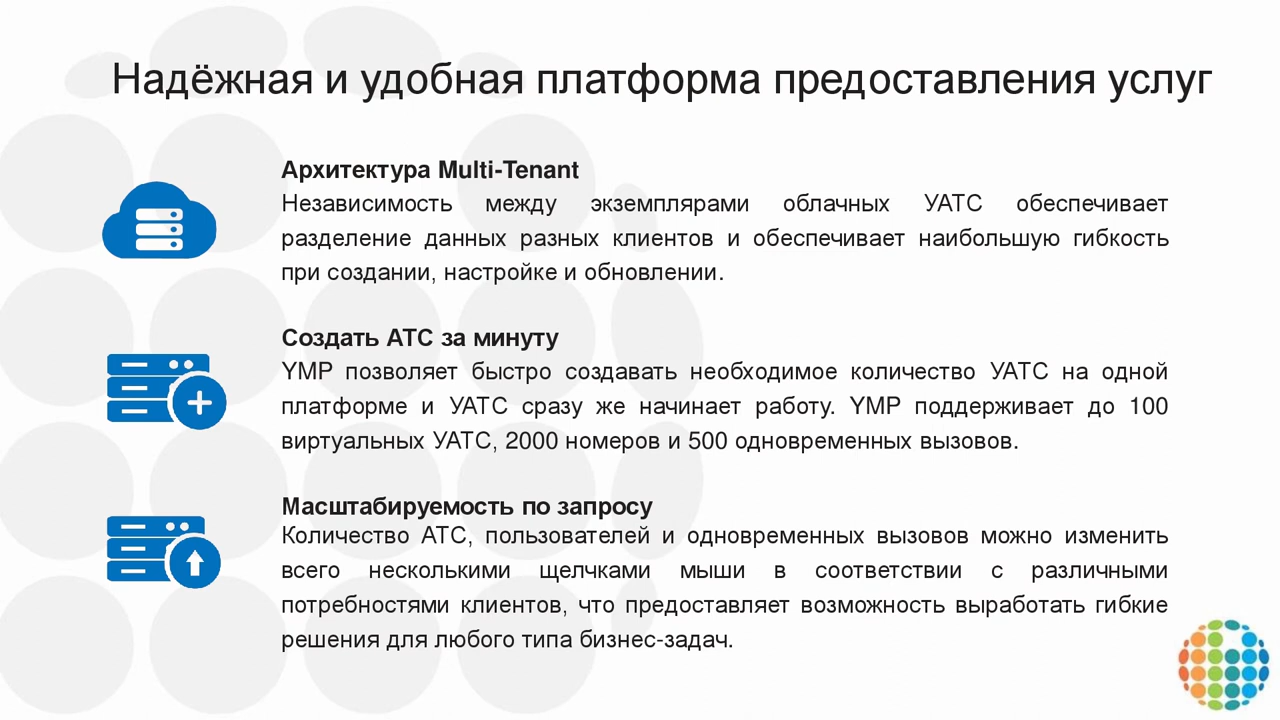 Надёжная и удобная платформа предоставления услуг
Архитектура Multi-Tenant
Независимость между экземплярами облачных УАТС обеспечивает
разделение данных разных клиентов и обеспечивает наибольшую гибкость
при создании, настройке и обновлении.
Создать АТС за минуту
YMP позволяет быстро создавать необходимое количество УАТС на одной
платформе и УАТС сразу же начинает работу. YMP поддерживает до 100
виртуальных УАТС, 2000 номеров и 500 одновременных вызовов.
Масштабируемость по запросу
Количество АТС, пользователей и одновременных вызовов можно изменить
всего несколькими щелчками мыши в соответствии с различными
потребностями клиентов, что предоставляет возможность выработать гибкие
решения для любого типа бизнес-задач.